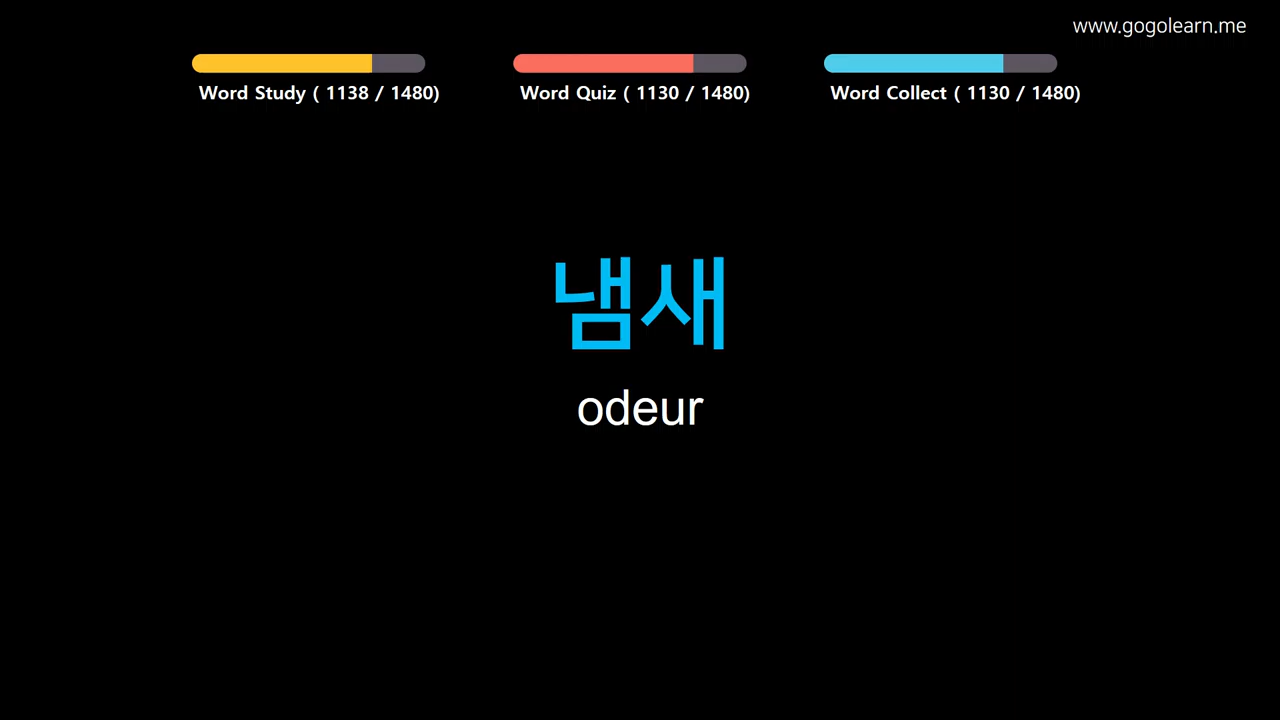 www.gogolearn.me
Word Study ( 1138 / 1480)
Word Quiz ( 1130 / 1480)
Word Collect ( 1130 / 1480)
냄새
odeur